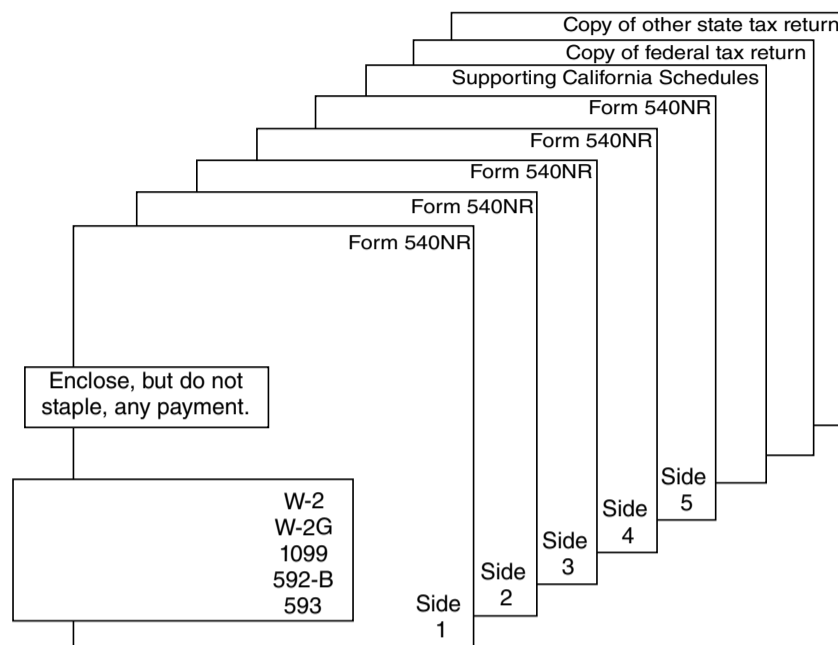 Copy of other state tax return
Copy of federal tax return
Supporting California Schedules
Form 540NR
Form 540NR
Form 540NR
Form 540NR
Form 540NR
Enclose, but do not
staple, any payment.
W-2
W-2G
1099
592-B
593
Side
1
Side
2
Side
3
Side
4
Side
5